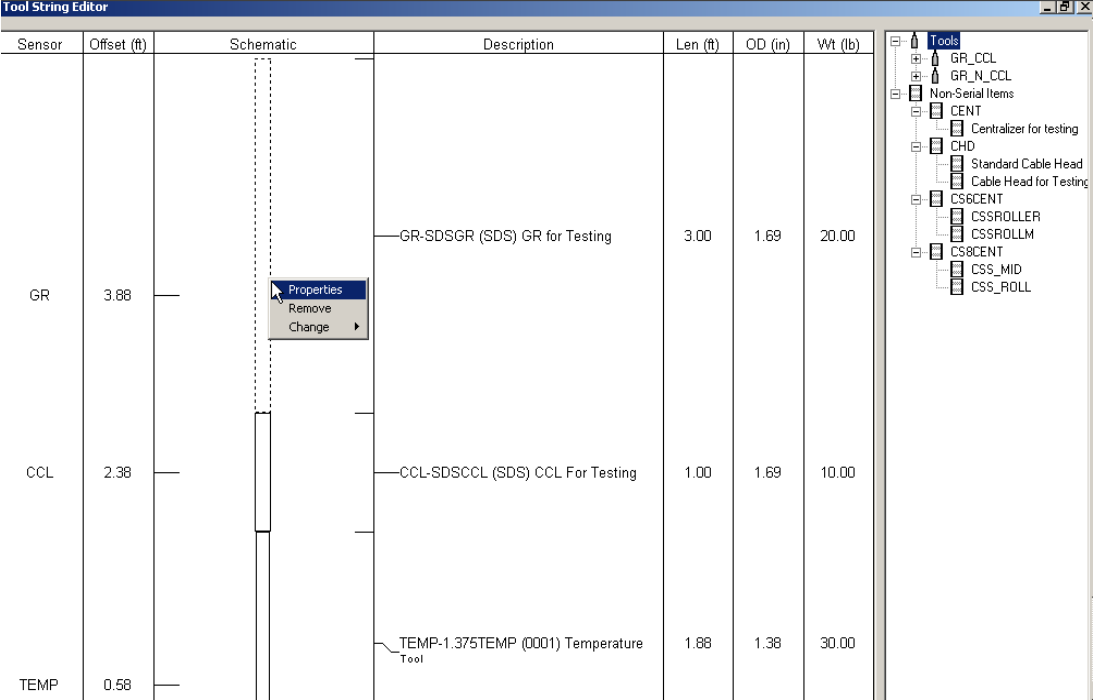 Tool String Editor
Sensor Offset (ft) Schematic Description Len (ft) OD (in) Wt (lb)
GR-SDSGR (SDS) GR for Testing 3.00 1.69 20.00
GR 3.88
Properties
Remove
Change
CCL 2.38 CCL-SDSCCL (SDS) CCL For Testing 1.00 1.69 10.00
TEMP-1.375TEMP (0001) Temperature 1.88 1.38 30.00
Tool
TEMP 0.58
Tools
GR_CCL
GR_N_CCL
Non-Serial Items
CENT
Centralizer for testing
CHD
Standard Cable Head
Cable Head for Testing
CS6CENT
CSSROLLER
CSSROLLM
CS8CENT
CSS_MID
CSS_ROLL